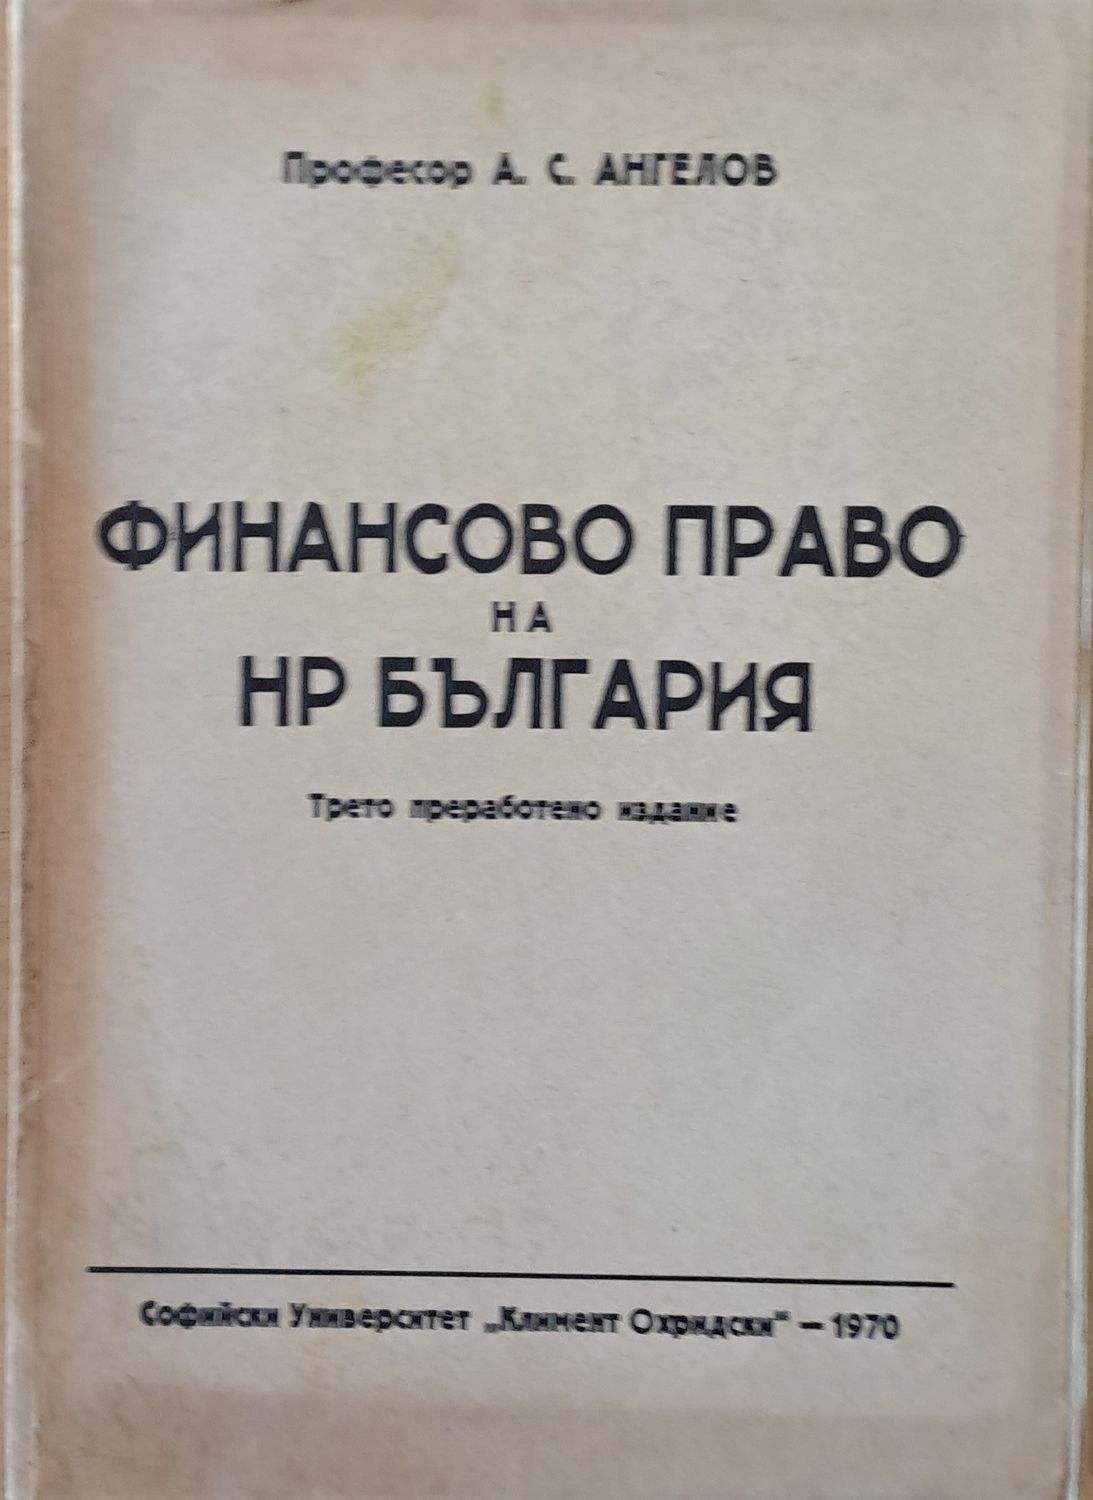 Професор А. С. АНГЕЛОВ
ФИНАНСОВО ПРАВО
НА
НР БЪЛГАРИЯ
Трето преработено издание
Софийски Университет „Климент Охридски“ — 1970